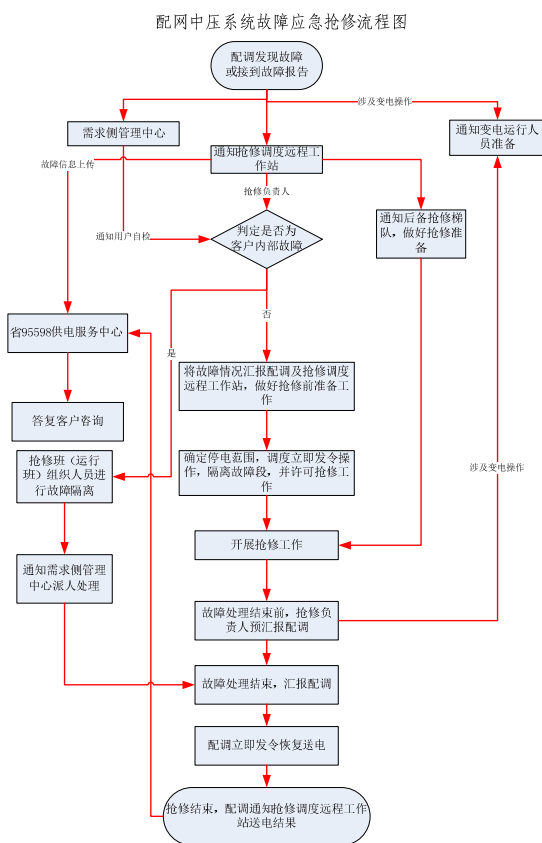 配网中压系统故障应急抢修流程图
配调发现故障
或接到故障报告
涉及变电操作
需求侧管理中心
通知变电运行人
员准备
通知抢修调度远程工
作站
故障信息上传
抢修负责人
通知后备抢修梯
队，做好抢修准
备
判定是否为
客户内部故障
通知用户自检
否
省95598供电服务中心
是
将故障情况汇报配调及抢修调度
远程工作站，做好抢修前准备工
作
答复客户咨询
抢修班（运行
班）组织人员进
行故障隔离
确定停电范围，调度立即发令操
作，隔离故障段，并许可抢修工
作
涉及变电操作
开展抢修工作
通知需求侧管理
中心派人处理
故障处理结束前，抢修负
责人预汇报配调
故障处理结束，汇报配调
配调立即发令恢复送电
抢修结束，配调通知抢修调度远程工作
站送电结果